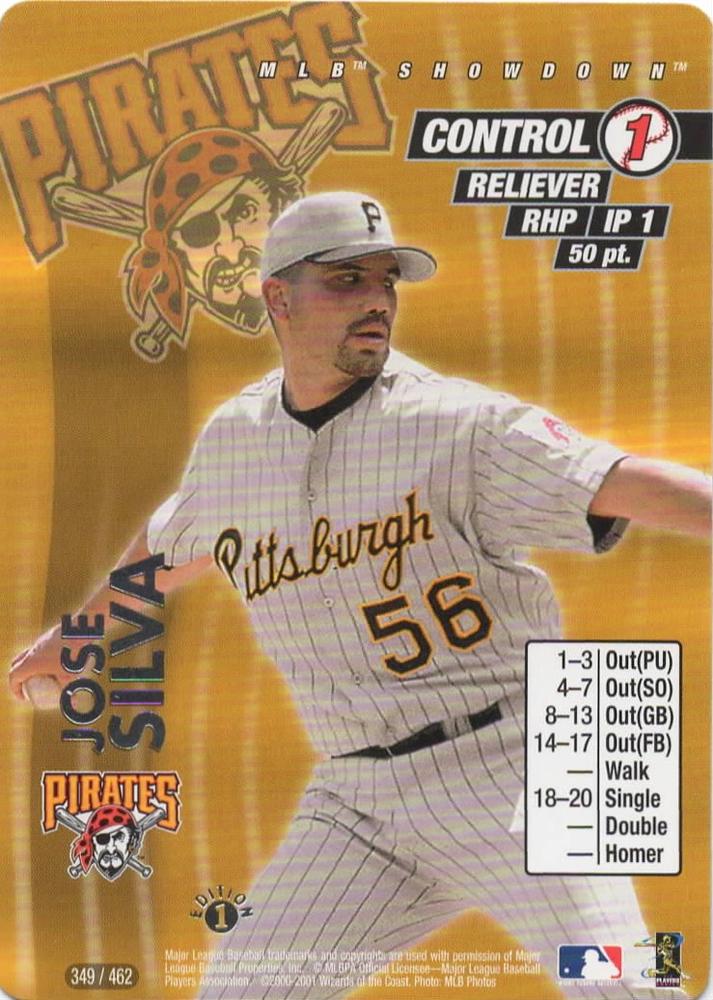 PIRATES
MLB™ SHOWDOWN™
CONTROL 1
RELIEVER
RHP IP 1
50 pt.
P
Pittsburgh
56
JOSE
SILVA
1–3 Out(PU)
4–7 Out(SO)
8–13 Out(GB)
14–17 Out(FB)
— Walk
18–20 Single
— Double
— Homer
PIRATES
EDITION
1
349 / 462
Major League Baseball trademarks and copyrights are used with permission of Major
League Baseball Properties, Inc. © MLBPA Official Licensee—Major League Baseball
Players Association. ©2000-2001 Wizards of the Coast. Photo: MLB Photos
PLAYERS